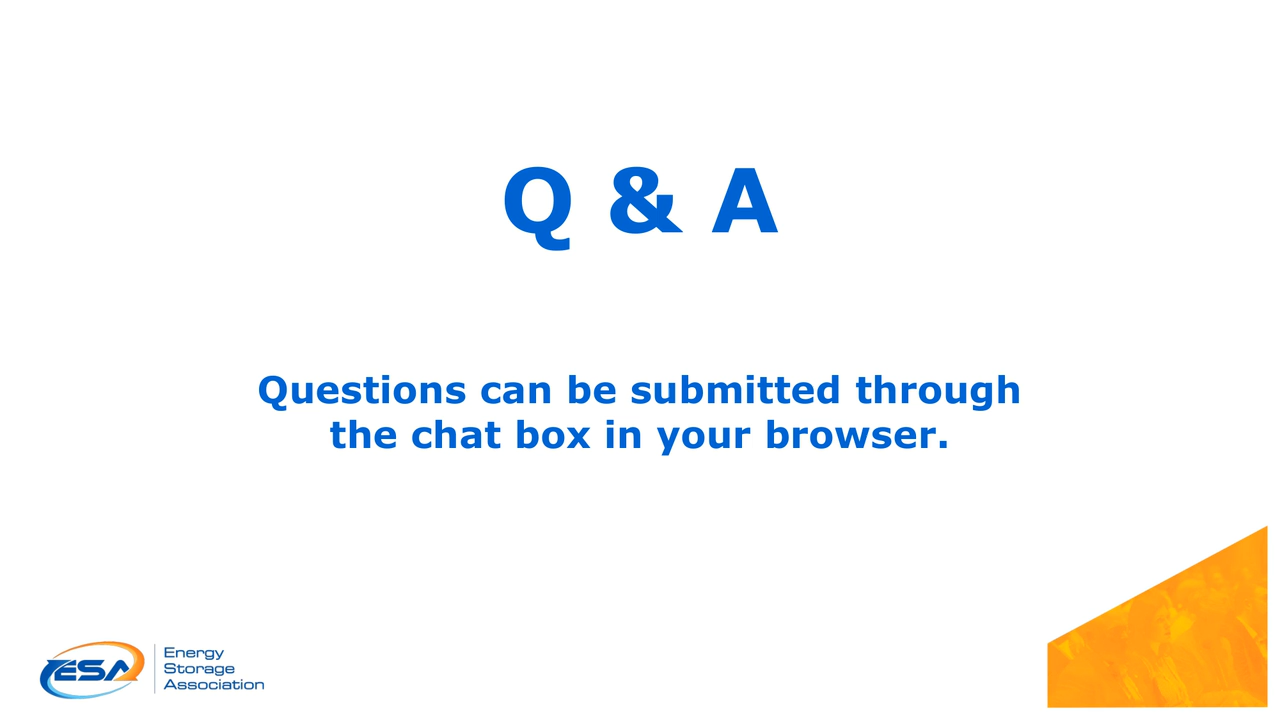 Q & A
Questions can be submitted through
the chat box in your browser.
ESA
Energy
Storage
Association